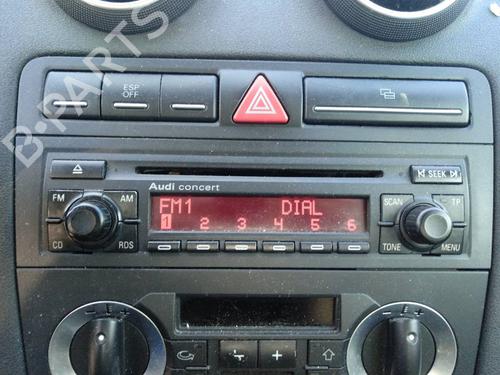 B-PARTS
ESP
OFF
SEEK
Audi concert
FM AM
CD RDS
FM1 DIAL
1 2 3 4 5 6
SCAN TP
TONE MENU